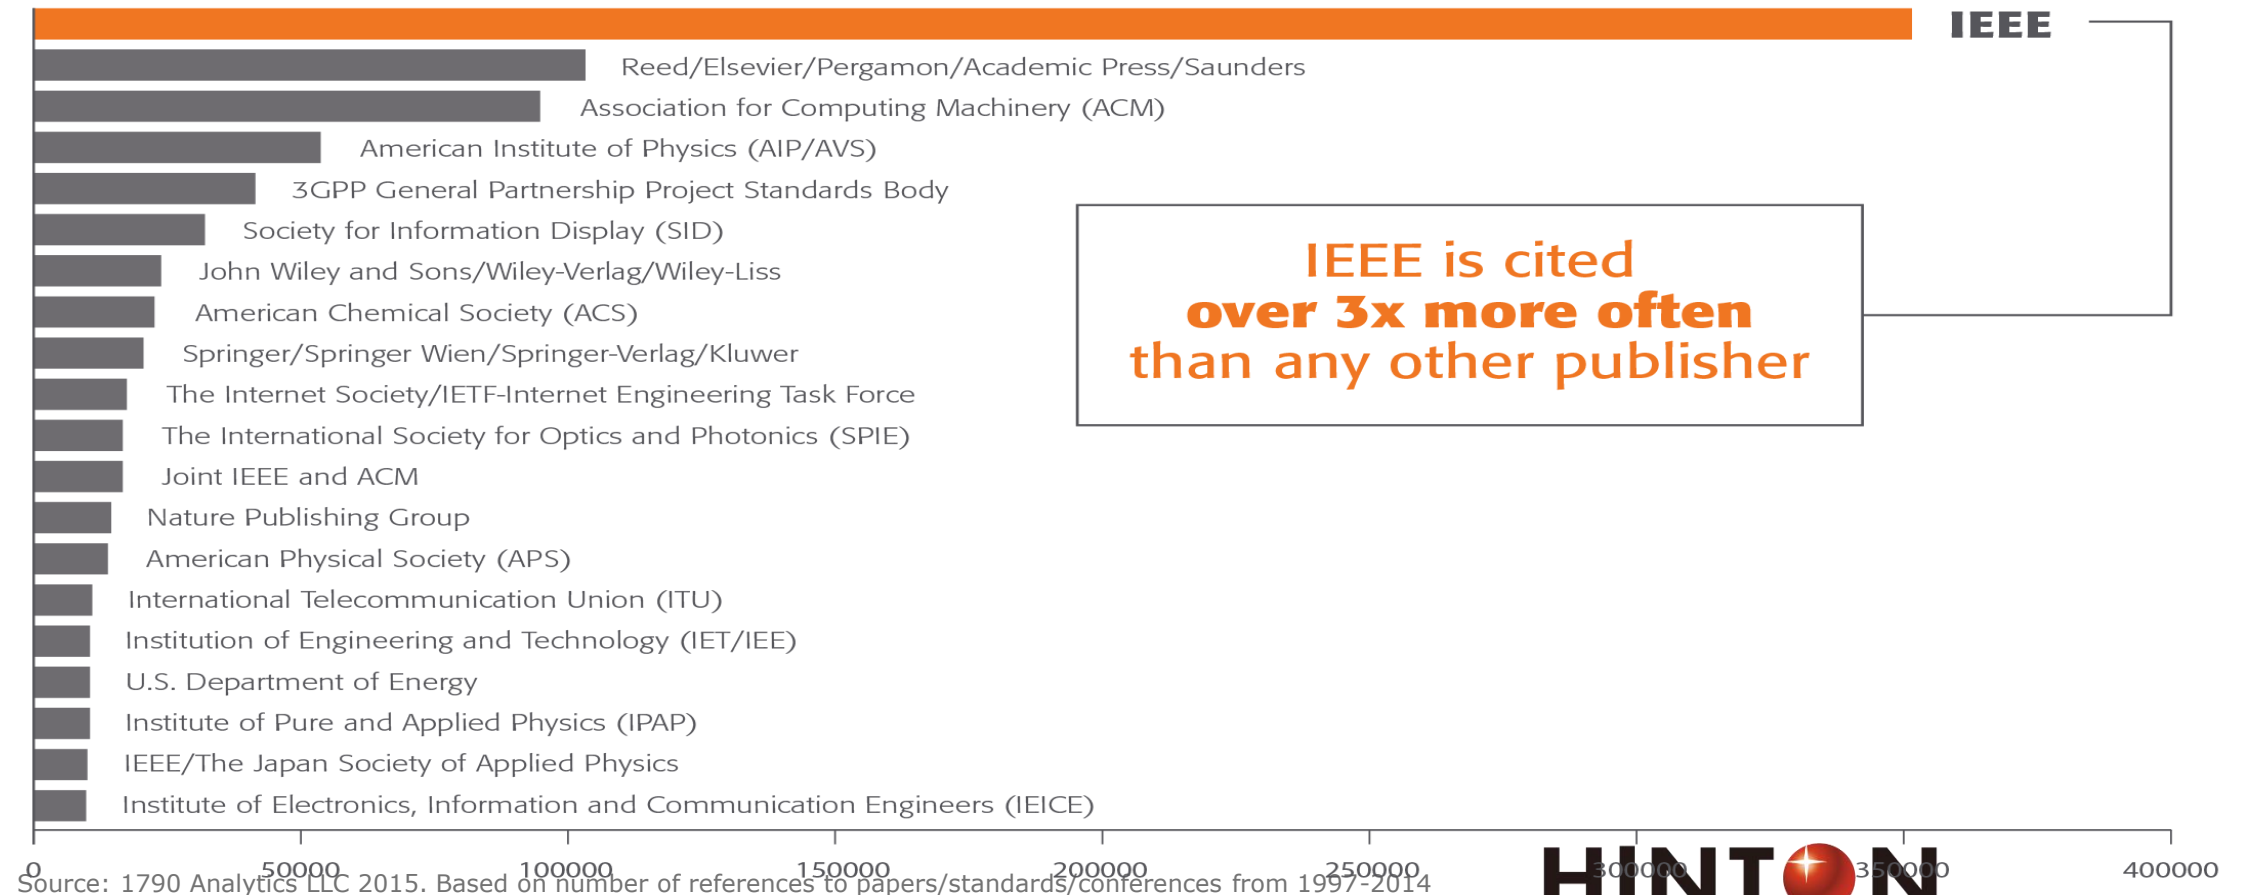 IEEE
Reed/Elsevier/Pergamon/Academic Press/Saunders
Association for Computing Machinery (ACM)
American Institute of Physics (AIP/AVS)
3GPP General Partnership Project Standards Body
Society for Information Display (SID)
John Wiley and Sons/Wiley-Verlag/Wiley-Liss
American Chemical Society (ACS)
Springer/Springer Wien/Springer-Verlag/Kluwer
The Internet Society/IETF-Internet Engineering Task Force
The International Society for Optics and Photonics (SPIE)
Joint IEEE and ACM
Nature Publishing Group
American Physical Society (APS)
International Telecommunication Union (ITU)
Institution of Engineering and Technology (IET/IEE)
U.S. Department of Energy
Institute of Pure and Applied Physics (IPAP)
IEEE/The Japan Society of Applied Physics
Institute of Electronics, Information and Communication Engineers (IEICE)
IEEE is cited
over 3x more often
than any other publisher
0 50000 100000 150000 200000 250000 300000 350000 400000
Source: 1790 Analytics LLC 2015. Based on number of references to papers/standards/conferences from 1997-2014
HINTON